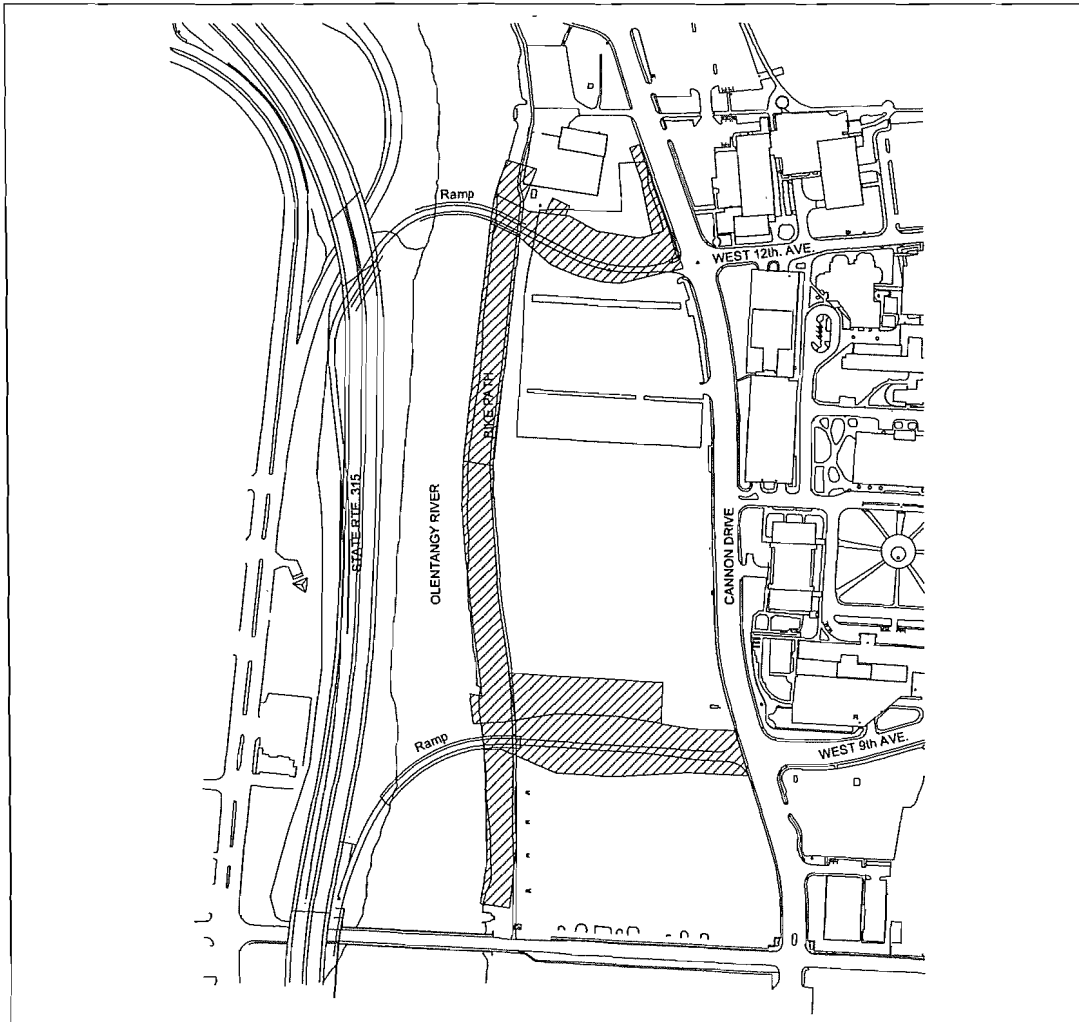 Ramp
WEST 12th. AVE.
BIKE PATH
STATE RTE. 315
OLENTANGY RIVER
CANNON DRIVE
Ramp
WEST 9th AVE.